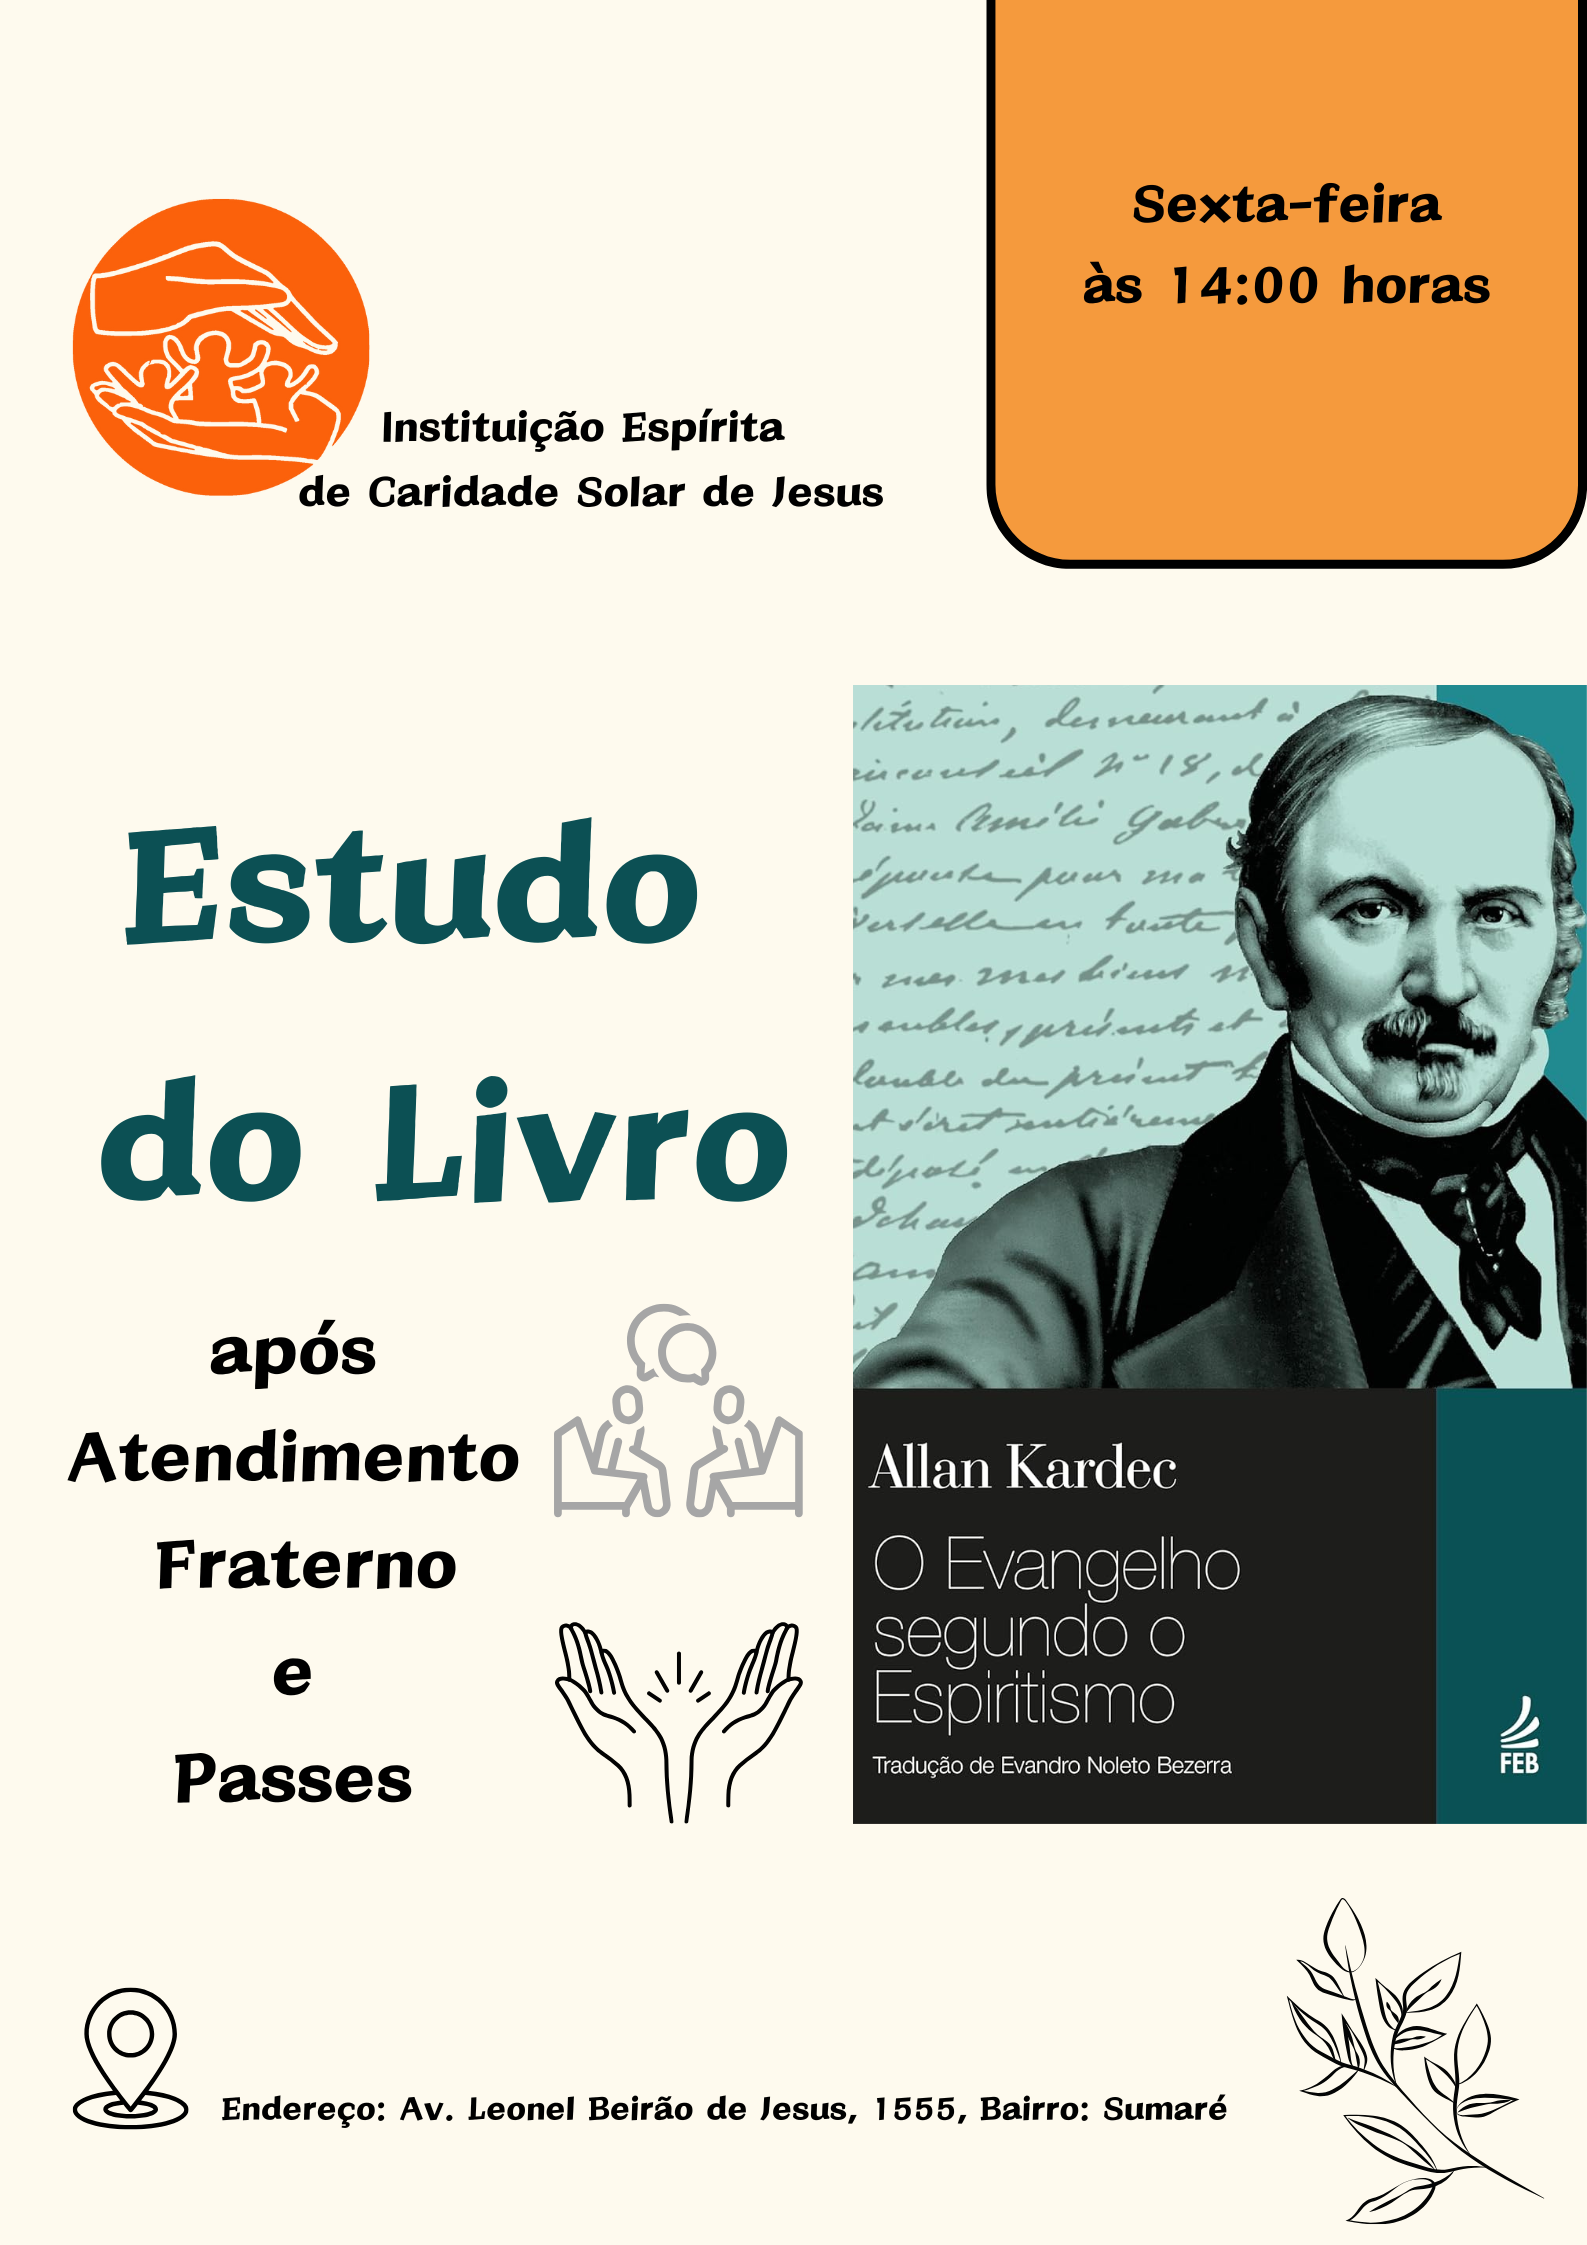 Sexta-feira
às 14:00 horas
Instituição Espírita
de Caridade Solar de Jesus
Estudo
do Livro
após
Atendimento
Fraterno
e
Passes
Allan Kardec
O Evangelho
segundo o
Espiritismo
Tradução de Evandro Noleto Bezerra
FEB
Endereço: Av. Leonel Beirão de Jesus, 1555, Bairro: Sumaré